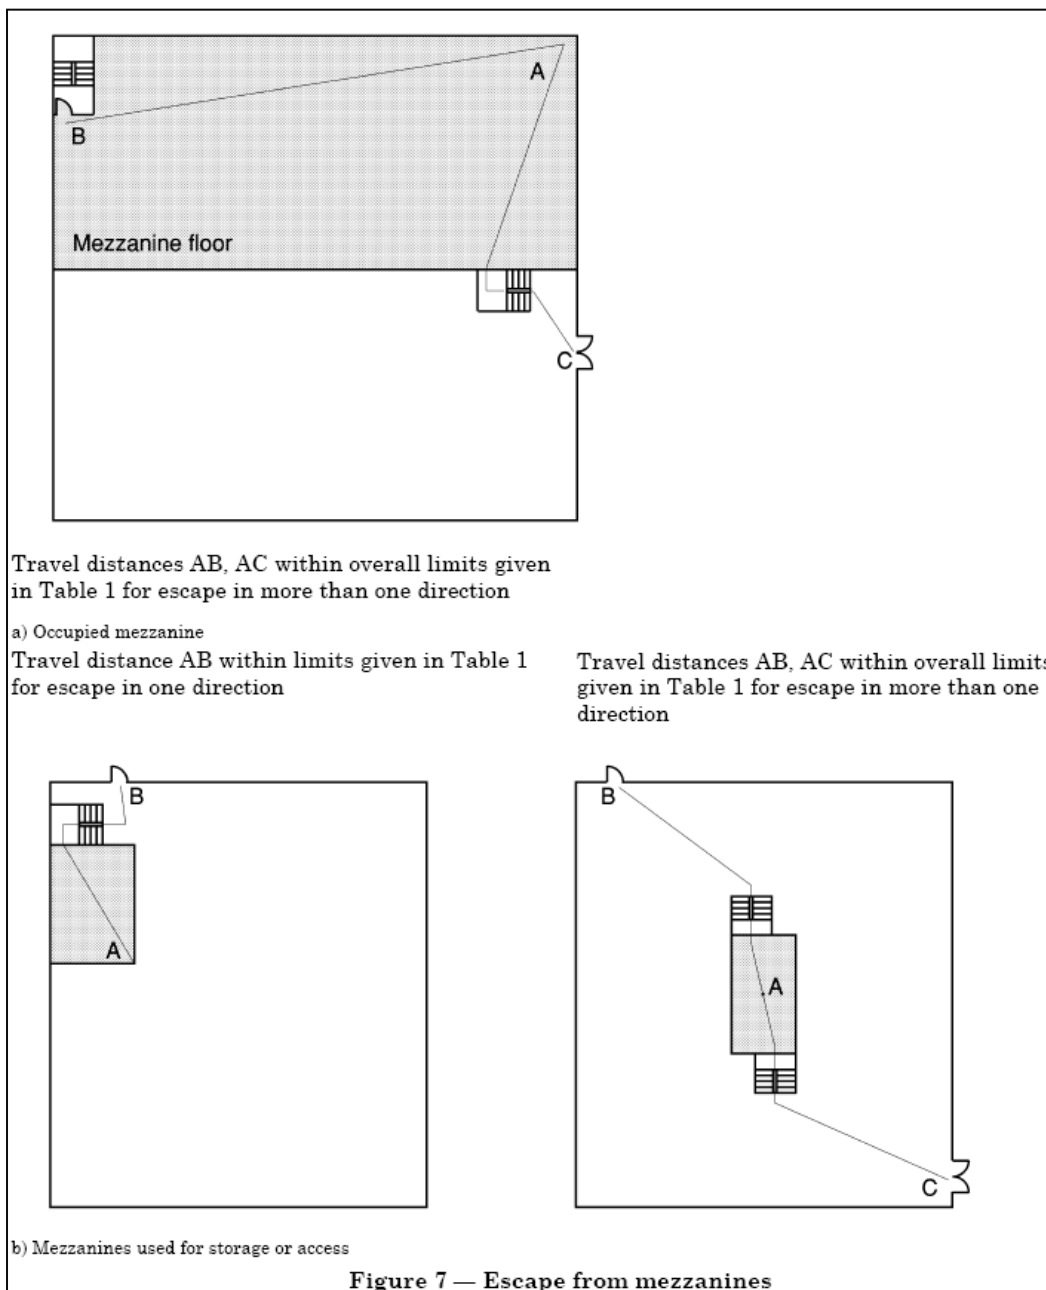 A
B
Mezzanine floor
C
Travel distances AB, AC within overall limits given
in Table 1 for escape in more than one direction
a) Occupied mezzanine
Travel distance AB within limits given in Table 1
for escape in one direction
Travel distances AB, AC within overall limits
given in Table 1 for escape in more than one
direction
B
A
B
A
C
b) Mezzanines used for storage or access
Figure 7 — Escape from mezzanines